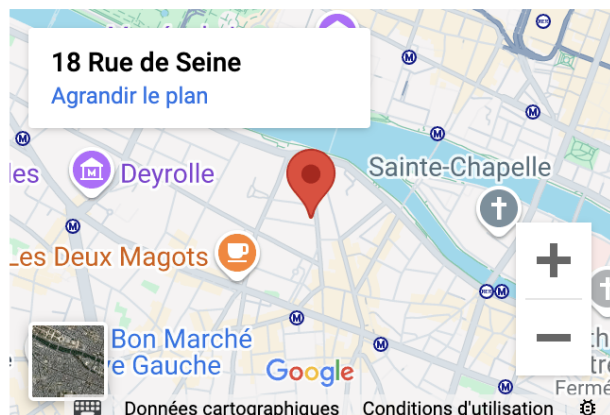 18 Rue de Seine
Agrandir le plan
Sainte-Chapelle
Deyrolle
Les Deux Magots
Bon Marché
Gauche
Google
Fermé
Données cartographiques
Conditions d'utilisation